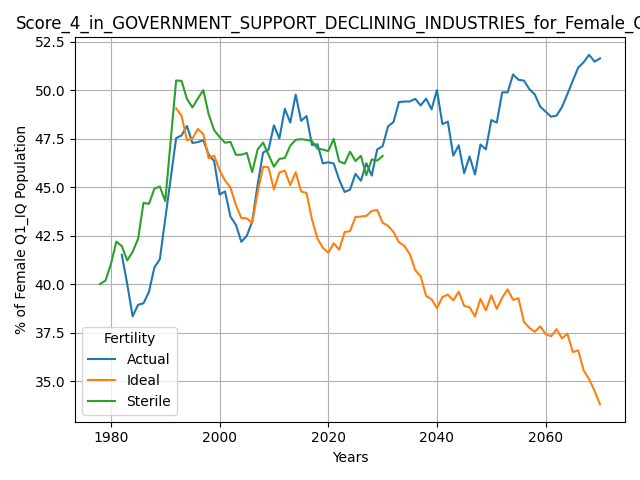 Score_4_in_GOVERNMENT_SUPPORT_DECLINING_INDUSTRIES_for_Female_
52.5
50.0
47.5
45.0
42.5
40.0
37.5
35.0
% of Female Q1_IQ Population
Fertility
Actual
Ideal
Sterile
1980
2000
2020
2040
2060
Years